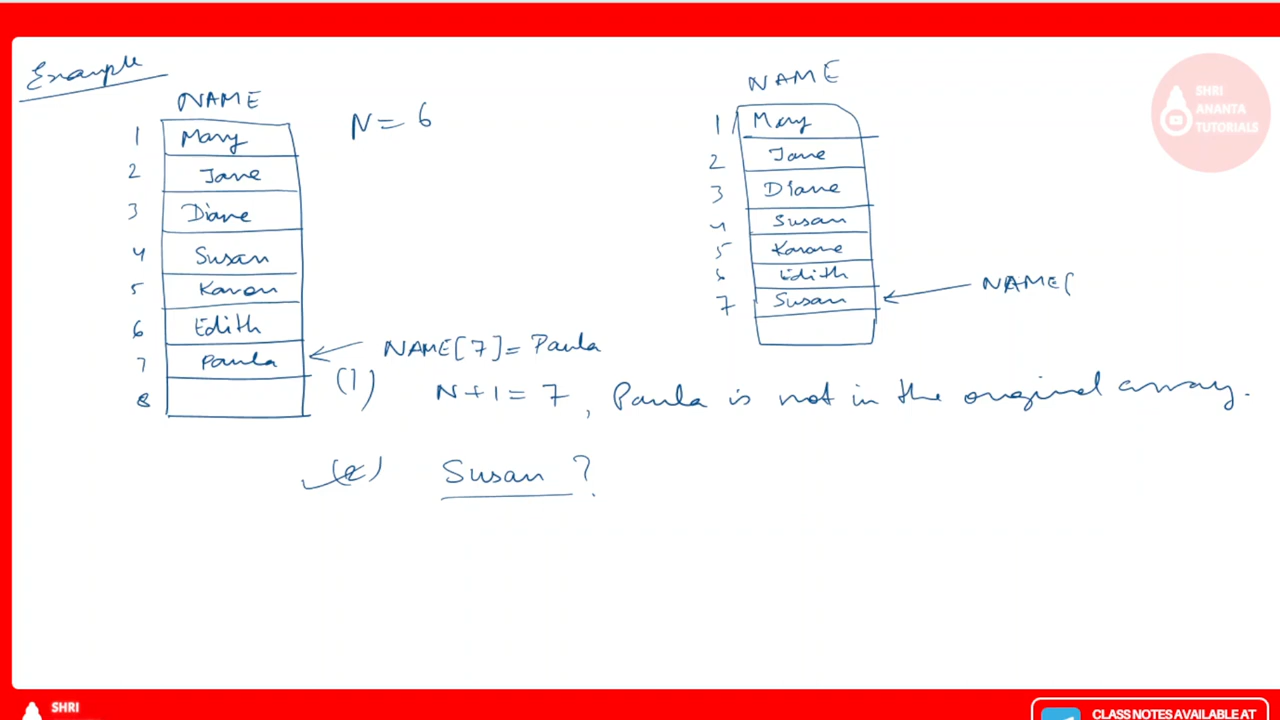 Example
NAME
N = 6
1 Mary
2 Jane
3 Diane
4 Susan
5 Karen
6 Edith
7 Paula
8
NAME[7] = Paula
(1) N+1 = 7, Paula is not in the original array.
(2) Susan ?
NAME
1 Mary
2 Jane
3 Diane
4 Susan
5 Karane
6 Edith
7 Susan
NAME[
SHRI
ANANTA
TUTORIALS
SHRI
CLASS NOTES AVAILABLE AT